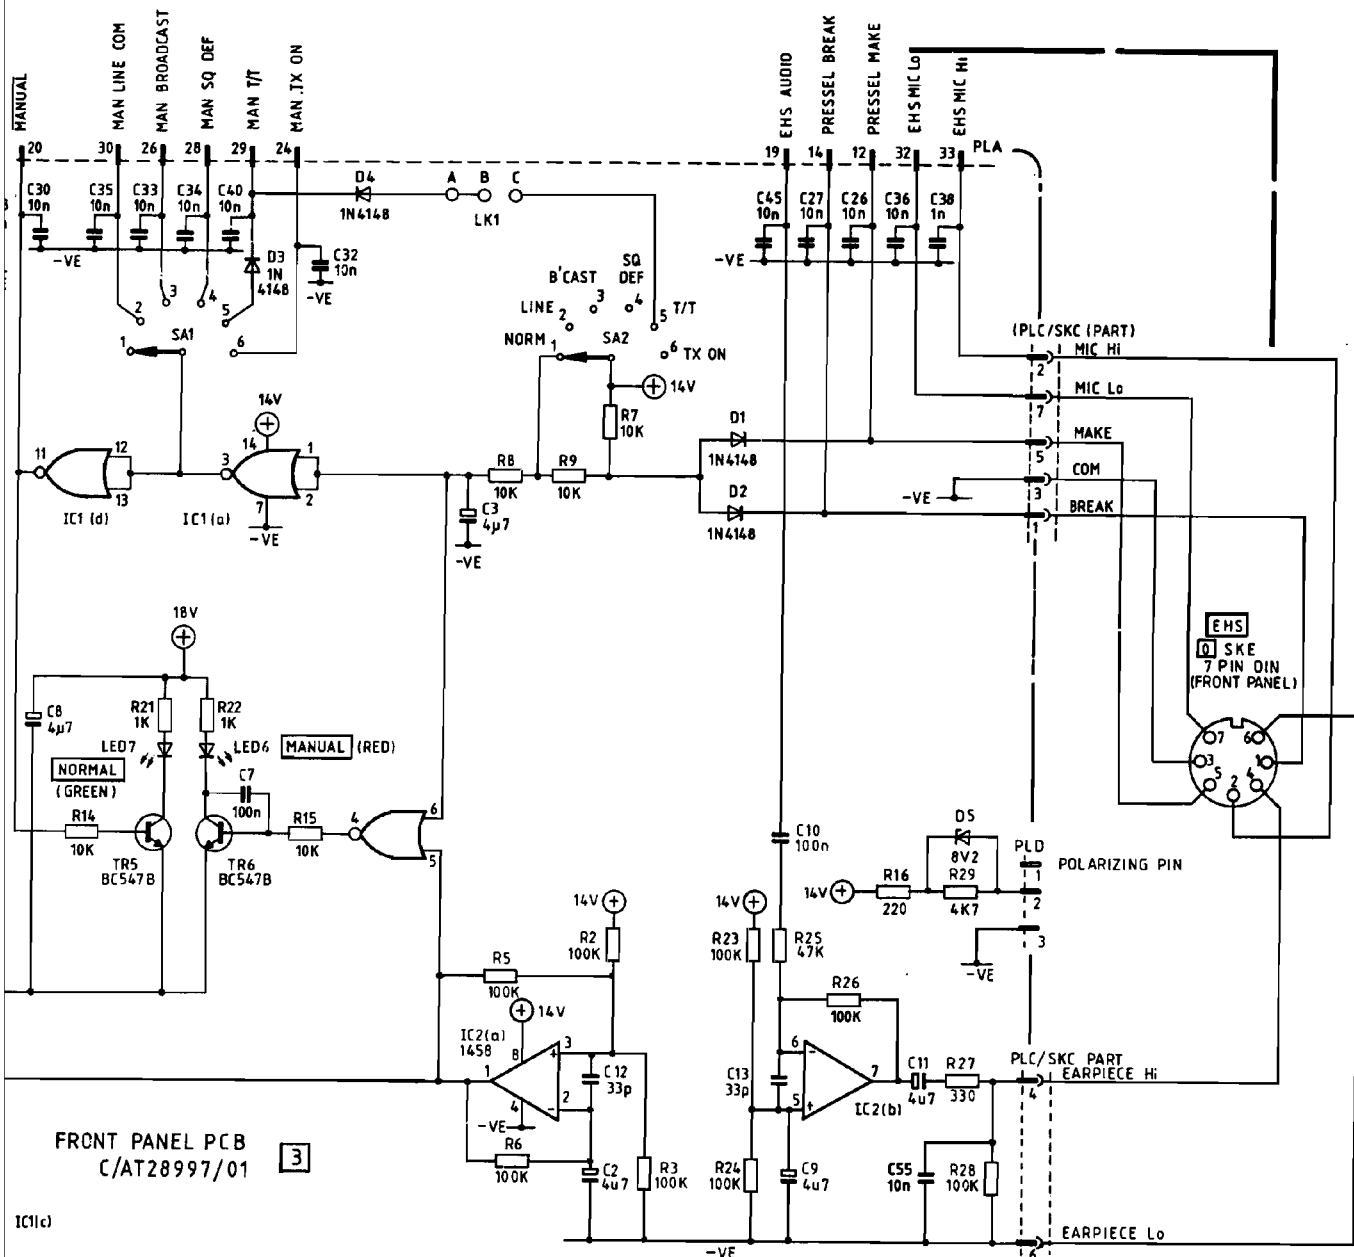 MANUAL
MAN LINE COM
MAN BROADCAST
MAN SQ DEF
MAN T/T
MAN TX ON
EHS AUDIO
PRESSEL BREAK
PRESSEL MAKE
EHS MIC Lo
EHS MIC Hi
20 30 26 28 29 24 19 14 12 32 33 PLA
C30 10n
C35 10n
C33 10n
C34 10n
C40 10n
-VE
D3 1N 4148
C32 10n
-VE
D4 1N4148
A B C
LK1
C45 10n
C27 10n
C26 10n
C36 10n
C38 1n
-VE
1 2 3 4 5 6
SA1
B'CAST
SQ DEF
LINE 2
3
4
5 T/T
NORM 1
SA2
6 TX ON
14V
R7 10K
(PLC/SKC (PART)
2 MIC Hi
7 MIC Lo
5 MAKE
3 COM
1 BREAK
-VE
D1 1N4148
D2 1N4148
11 12 13
IC1 (d)
14V
14
3 1 2
7
IC1(a)
-VE
R8 10K
R9 10K
C3 4µ7
-VE
18V
C8 4µ7
R21 1K
R22 1K
LED7
LED6
MANUAL (RED)
NORMAL (GREEN)
C7 100n
R14 10K
R15 10K
4 6 5
TR5 BC547B
TR6 BC547B
EHS
SKE
7 PIN DIN
(FRONT PANEL)
7 6 3 1 5 2 4
C10 100n
D5 8V2
14V
R16 220
R29 4K7
PLD
1 POLARIZING PIN
2
3
-VE
14V
R2 100K
14V
R23 100K
R25 47K
R5 100K
14V
IC2(a) 1458
8 3 1 2 4
-VE
C12 33p
R6 100K
C2 4u7
R3 100K
R26 100K
C13 33p
6 7 5
IC2(b)
C11 4u7
R27 330
PLC/SKC PART
4 EARPIECE Hi
R24 100K
C9 4u7
C55 10n
R28 100K
EARPIECE Lo
6
-VE
FRONT PANEL PCB 3
C/AT28997/01
IC1(c)